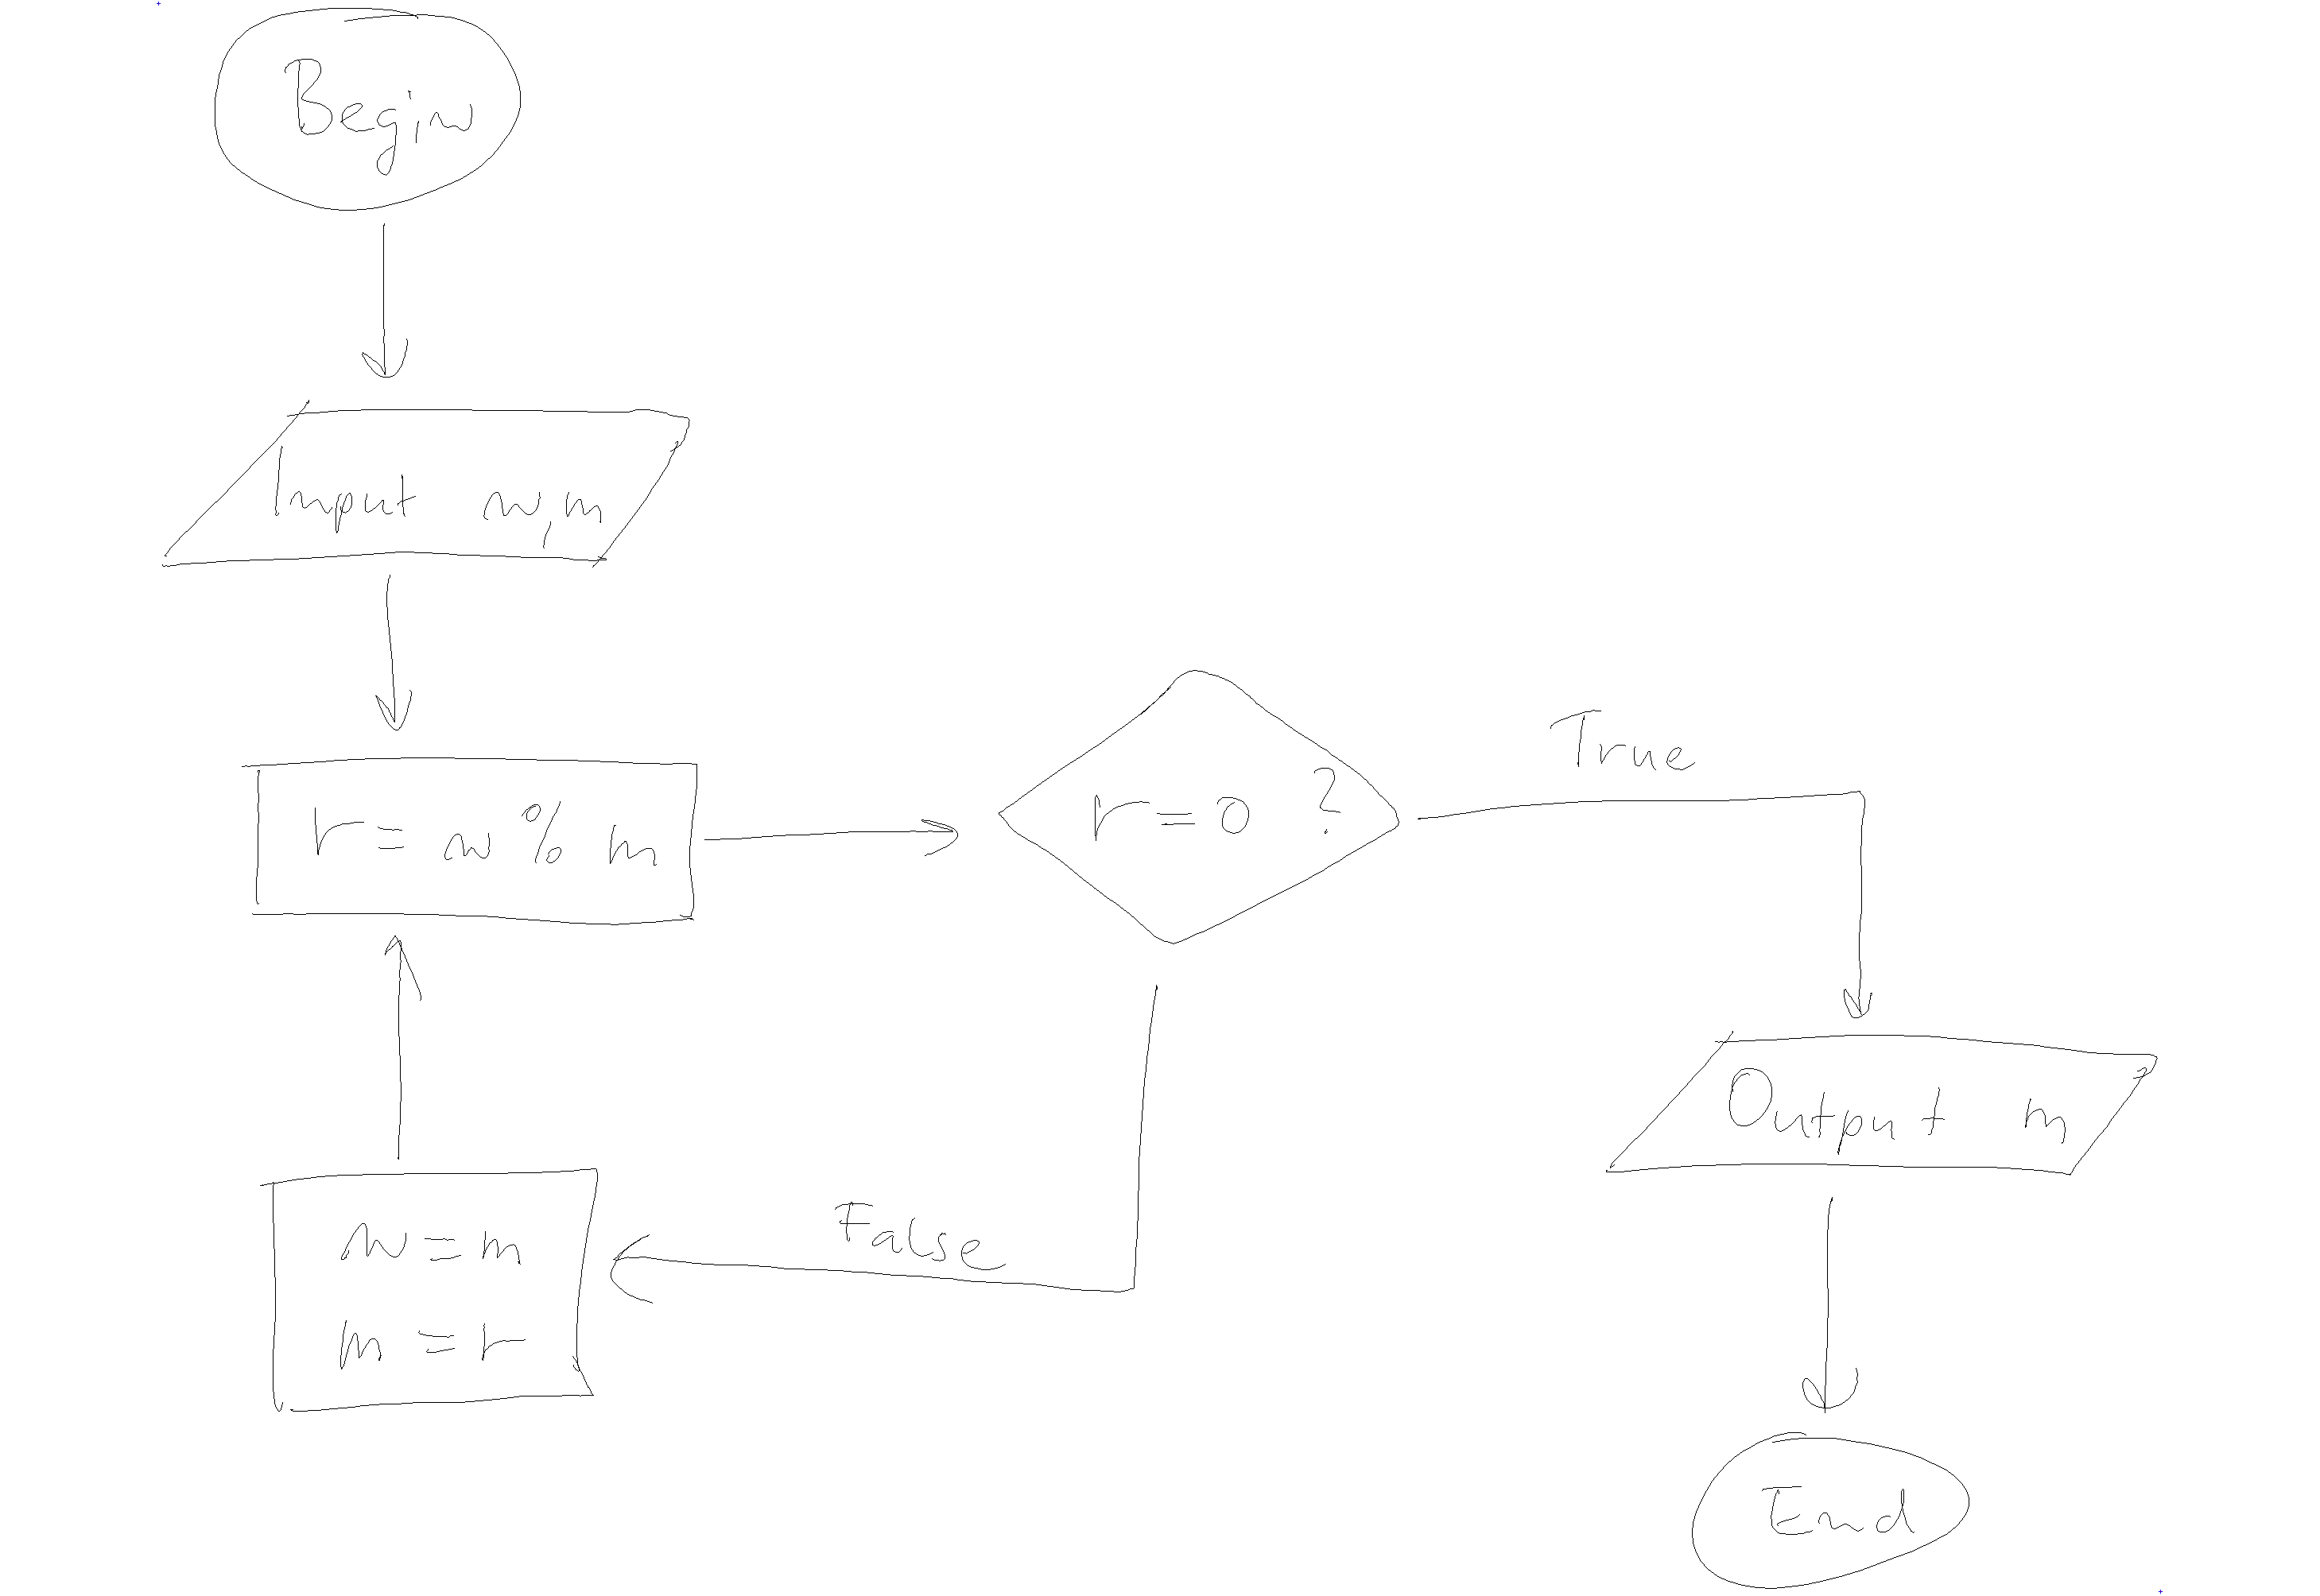 Begin
Input n,m
r = n % m
r = 0 ?
True
False
n = m
m = r
Output m
End